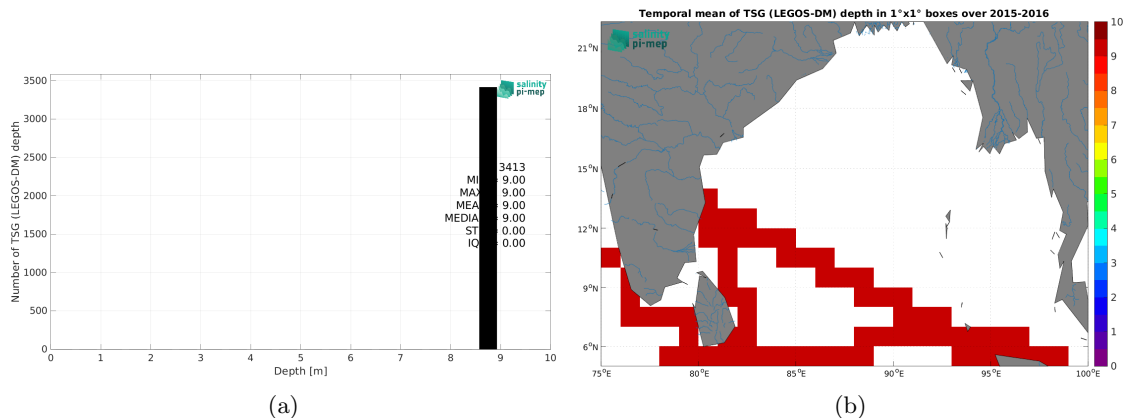 Number of TSG (LEGOS-DM) depth
3500
3000
2500
2000
1500
1000
500
0
salinity
pi-mep
3413
9.00
9.00
9.00
9.00
0.00
0.00
0 1 2 3 4 5 6 7 8 9 10
Depth [m]
(a)
Temporal mean of TSG (LEGOS-DM) depth in 1°x1° boxes over 2015-2016
salinity
pi-mep
21°N
18°N
15°N
12°N
9°N
6°N
75°E 80°E 85°E 90°E 95°E 100°E
10
9
8
7
6
5
4
3
2
1
0
(b)